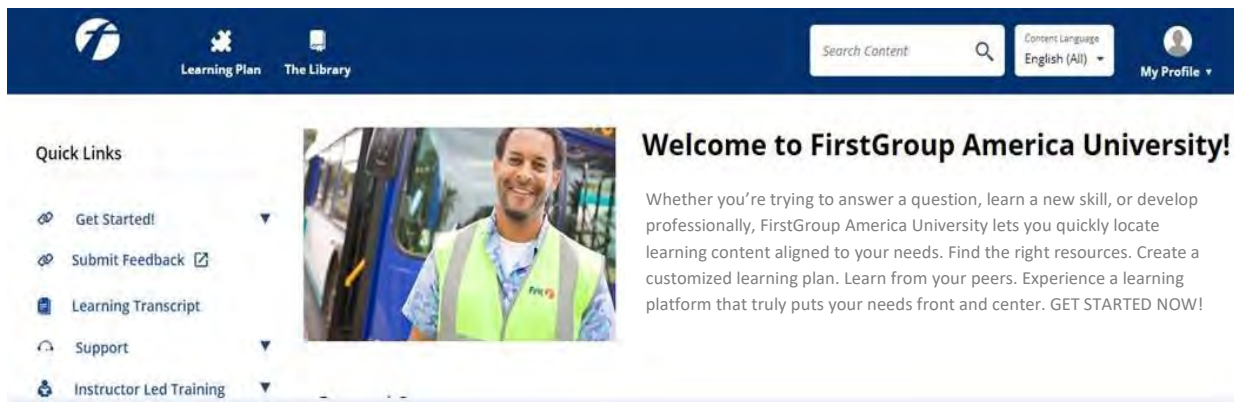 Learning Plan
The Library
Search Content
Content Language
English (All)
My Profile
Quick Links
Get Started!
Submit Feedback
Learning Transcript
Support
Instructor Led Training
First
Welcome to FirstGroup America University!
Whether you're trying to answer a question, learn a new skill, or develop
professionally, FirstGroup America University lets you quickly locate
learning content aligned to your needs. Find the right resources. Create a
customized learning plan. Learn from your peers. Experience a learning
platform that truly puts your needs front and center. GET STARTED NOW!